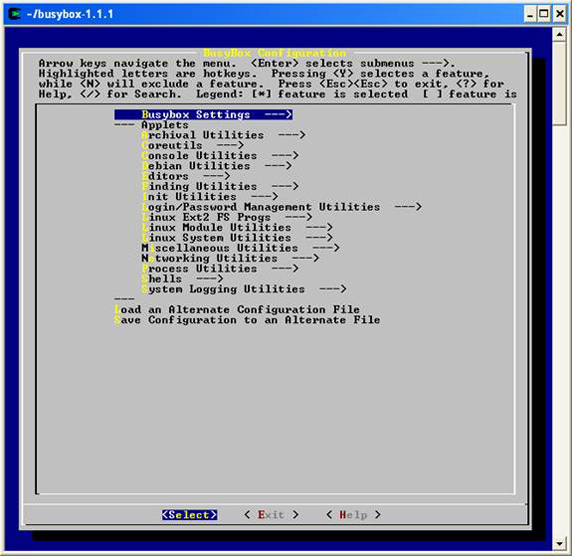 ~/busybox-1.1.1
BusyBox Configuration
Arrow keys navigate the menu. <Enter> selects submenus --->.
Highlighted letters are hotkeys. Pressing <Y> selectes a feature,
while <N> will exclude a feature. Press <Esc><Esc> to exit, <?> for
Help, </> for Search. Legend: [*] feature is selected [ ] feature is
Busybox Settings --->
--- Applets
Archival Utilities --->
Coreutils --->
Console Utilities --->
Debian Utilities --->
Editors --->
Finding Utilities --->
Init Utilities --->
Login/Password Management Utilities --->
Linux Ext2 FS Progs --->
Linux Module Utilities --->
Linux System Utilities --->
Miscellaneous Utilities --->
Networking Utilities --->
Process Utilities --->
Shells --->
System Logging Utilities --->
---
Load an Alternate Configuration File
Save Configuration to an Alternate File
<Select> < Exit > < Help >